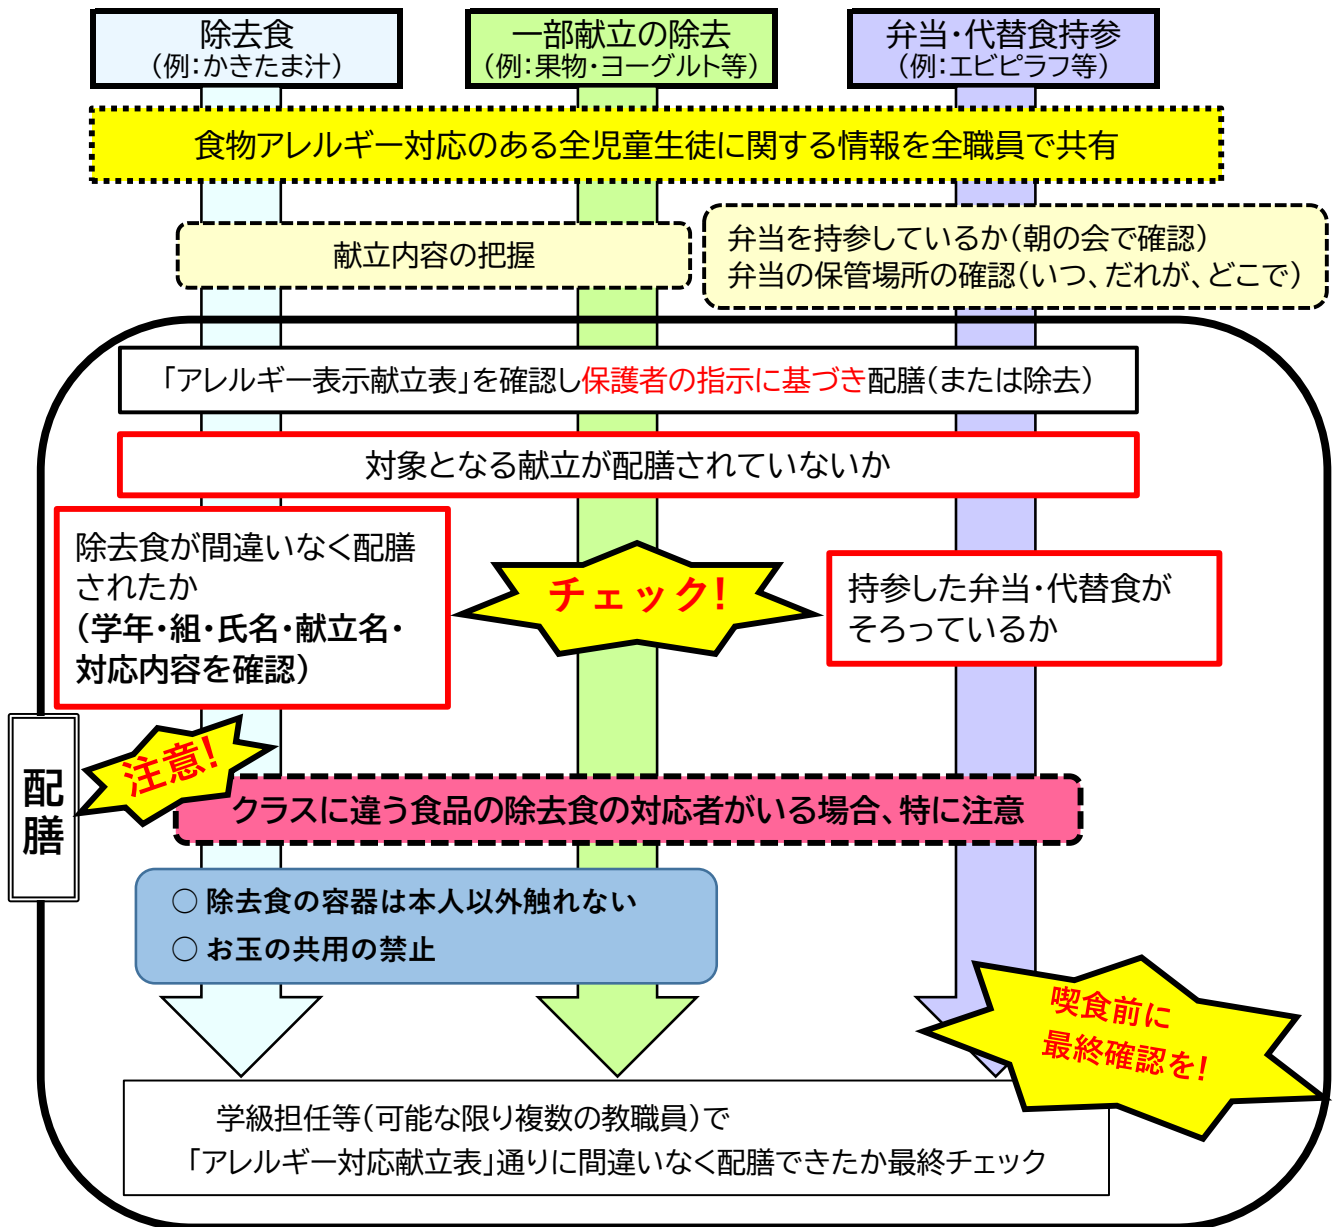 除去食
（例：かきたま汁）
一部献立の除去
（例：果物・ヨーグルト等）
弁当・代替食持参
（例：エビピラフ等）
食物アレルギー対応のある全児童生徒に関する情報を全職員で共有
献立内容の把握
弁当を持参しているか（朝の会で確認）
弁当の保管場所の確認（いつ、だれが、どこで）
「アレルギー表示献立表」を確認し保護者の指示に基づき配膳（または除去）
対象となる献立が配膳されていないか
除去食が間違いなく配膳
されたか
（学年・組・氏名・献立名・
対応内容を確認）
チェック！
持参した弁当・代替食が
そろっているか
配膳
注意！
クラスに違う食品の除去食の対応者がいる場合、特に注意
○ 除去食の容器は本人以外触れない
○ お玉の共用の禁止
喫食前に
最終確認を！
学級担任等（可能な限り複数の教職員）で
「アレルギー対応献立表」通りに間違いなく配膳できたか最終チェック